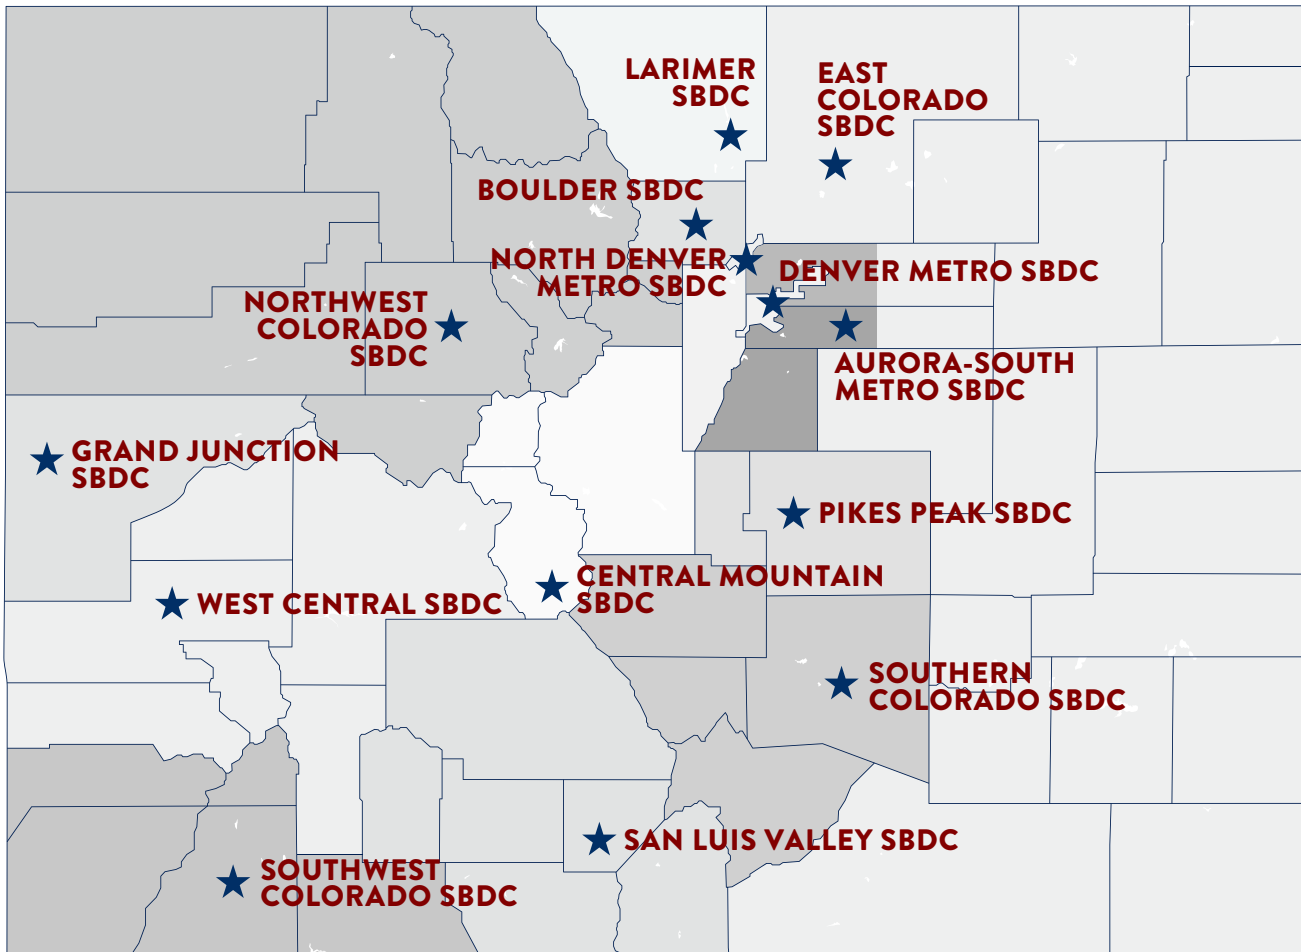 LARIMER
SBDC
EAST
COLORADO
SBDC
BOULDER SBDC
NORTH DENVER
METRO SBDC
DENVER METRO SBDC
NORTHWEST
COLORADO
SBDC
AURORA-SOUTH
METRO SBDC
GRAND JUNCTION
SBDC
PIKES PEAK SBDC
CENTRAL MOUNTAIN
SBDC
WEST CENTRAL SBDC
SOUTHERN
COLORADO SBDC
SAN LUIS VALLEY SBDC
SOUTHWEST
COLORADO SBDC